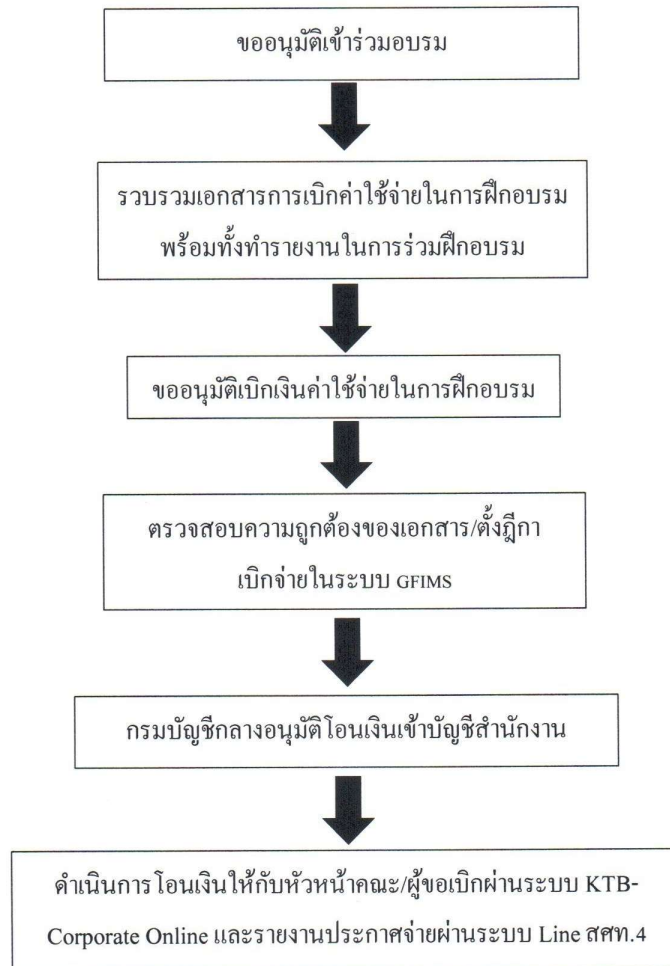 ขออนุมัติเข้าร่วมอบรม
รวบรวมเอกสารการเบิกค่าใช้จ่ายในการฝึกอบรม
พร้อมทั้งทำรายงานในการร่วมฝึกอบรม
ขออนุมัติเบิกเงินค่าใช้จ่ายในการฝึกอบรม
ตรวจสอบความถูกต้องของเอกสาร/ตั้งฎีกา
เบิกจ่ายในระบบ GFIMS
กรมบัญชีกลางอนุมัติโอนเงินเข้าบัญชีสำนักงาน
ดำเนินการโอนเงินให้กับหัวหน้าคณะ/ผู้ขอเบิกผ่านระบบ KTB-
Corporate Online และรายงานประกาศจ่ายผ่านระบบ Line สศท.4